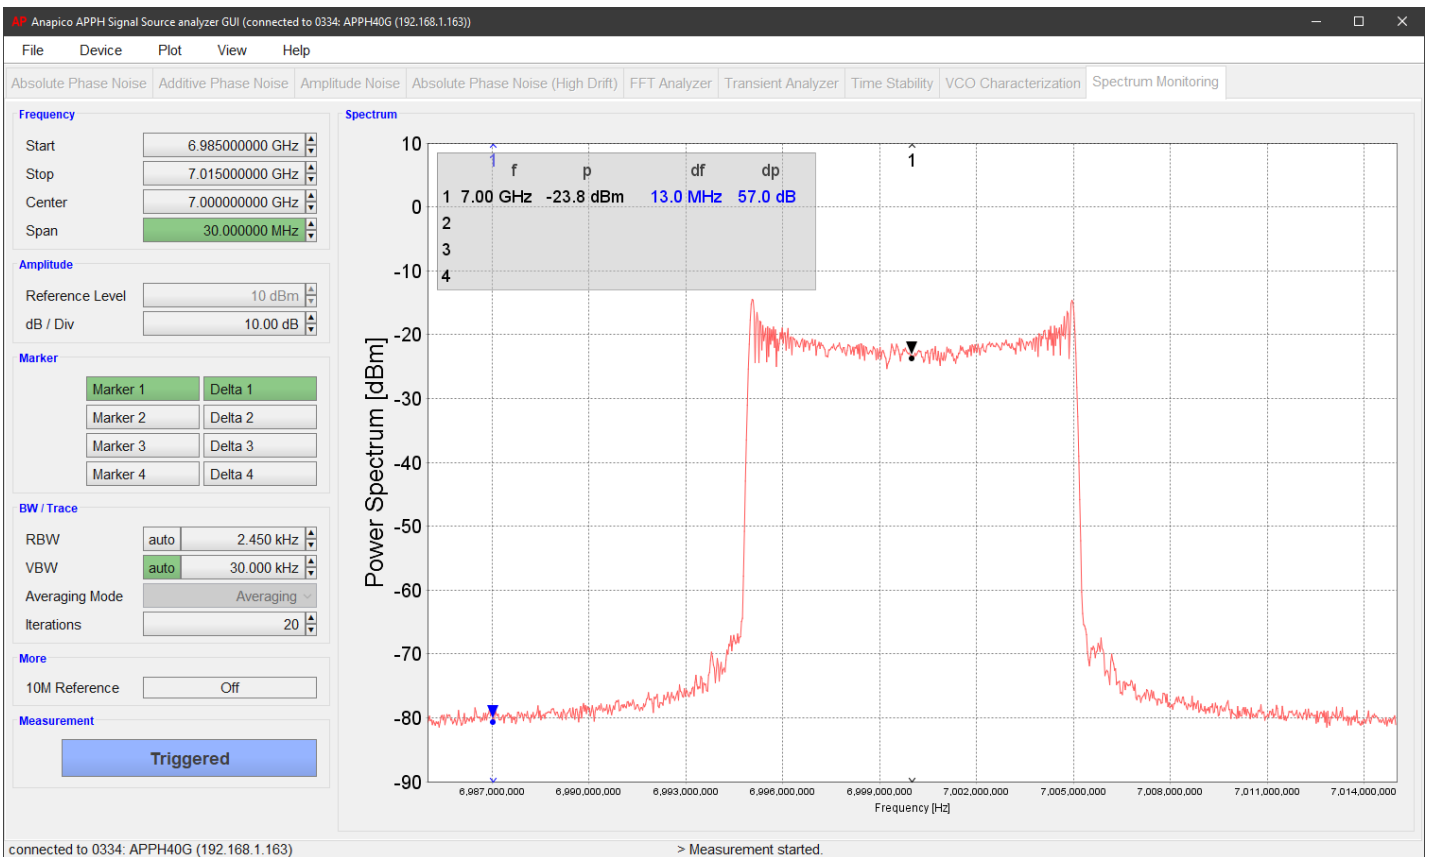 AP Anapico APPH Signal Source analyzer GUI (connected to 0334: APPH40G (192.168.1.163))
File Device Plot View Help
Absolute Phase Noise Additive Phase Noise Amplitude Noise Absolute Phase Noise (High Drift) FFT Analyzer Transient Analyzer Time Stability VCO Characterization Spectrum Monitoring
Frequency
Start 6.985000000 GHz
Stop 7.015000000 GHz
Center 7.000000000 GHz
Span 30.000000 MHz
Amplitude
Reference Level 10 dBm
dB / Div 10.00 dB
Marker
Marker 1 Delta 1
Marker 2 Delta 2
Marker 3 Delta 3
Marker 4 Delta 4
BW / Trace
RBW auto 2.450 kHz
VBW auto 30.000 kHz
Averaging Mode Averaging
Iterations 20
More
10M Reference Off
Measurement
Triggered
Spectrum
1 1
f p df dp
1 7.00 GHz -23.8 dBm 13.0 MHz 57.0 dB
2
3
4
Power Spectrum [dBm]
10
0
-10
-20
-30
-40
-50
-60
-70
-80
-90
6,987,000,000 6,990,000,000 6,993,000,000 6,996,000,000 6,999,000,000 7,002,000,000 7,005,000,000 7,008,000,000 7,011,000,000 7,014,000,000
Frequency [Hz]
connected to 0334: APPH40G (192.168.1.163) > Measurement started.